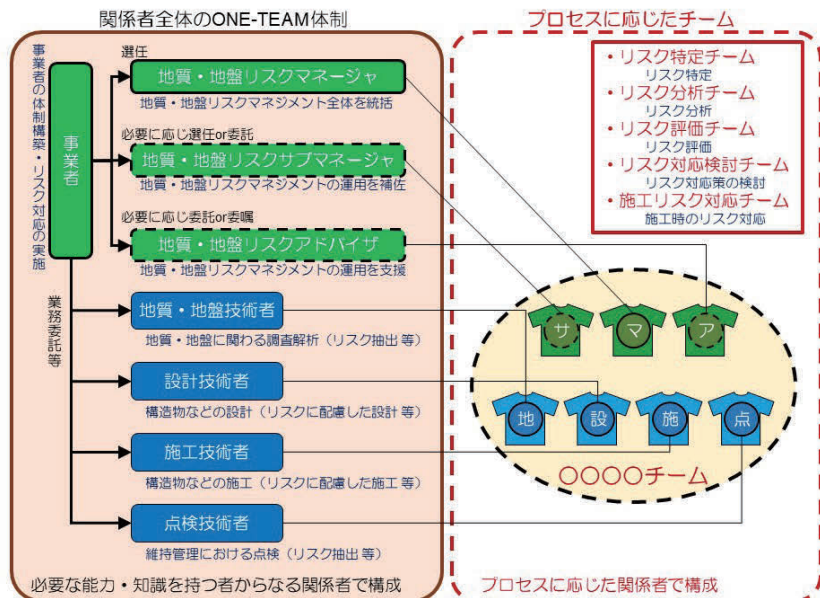 関係者全体のONE-TEAM体制
事業者の体制構築・リスク対応の実施
事業者
選任
地質・地盤リスクマネージャ
地質・地盤リスクマネジメント全体を統括
必要に応じ選任or委託
地質・地盤リスクサブマネージャ
地質・地盤リスクマネジメントの運用を補佐
必要に応じ委託or委嘱
地質・地盤リスクアドバイザ
地質・地盤リスクマネジメントの運用を支援
業務委託等
地質・地盤技術者
地質・地盤に関わる調査解析(リスク抽出 等)
設計技術者
構造物などの設計(リスクに配慮した設計 等)
施工技術者
構造物などの施工(リスクに配慮した施工 等)
点検技術者
維持管理における点検(リスク抽出 等)
必要な能力・知識を持つ者からなる関係者で構成
プロセスに応じたチーム
・リスク特定チーム
リスク特定
・リスク分析チーム
リスク分析
・リスク評価チーム
リスク評価
・リスク対応検討チーム
リスク対応策の検討
・施工リスク対応チーム
施工時のリスク対応
サ マ ア
地 設 施 点
〇〇〇〇チーム
プロセスに応じた関係者で構成